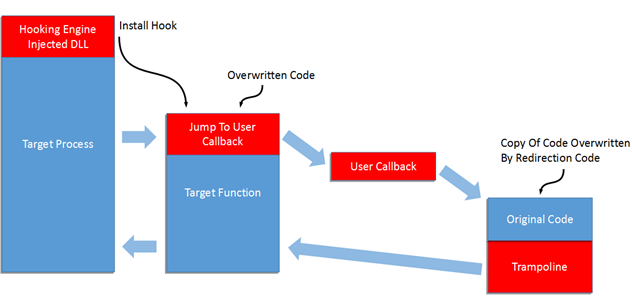 Hooking Engine
Injected DLL
Install Hook
Overwritten Code
Target Process
Jump To User
Callback
User Callback
Target Function
Copy Of Code Overwritten
By Redirection Code
Original Code
Trampoline